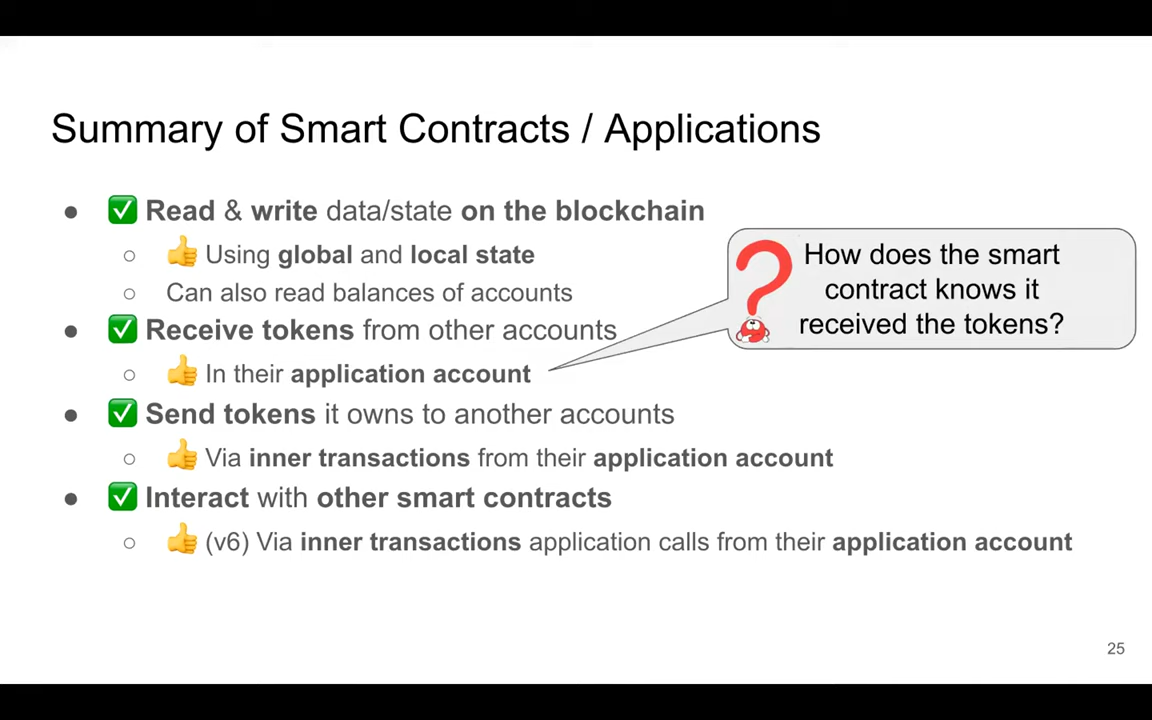 Summary of Smart Contracts / Applications
● ✅ Read & write data/state on the blockchain
○ 👍 Using global and local state
○ Can also read balances of accounts
● ✅ Receive tokens from other accounts
○ 👍 In their application account
● ✅ Send tokens it owns to another accounts
○ 👍 Via inner transactions from their application account
● ✅ Interact with other smart contracts
○ 👍 (v6) Via inner transactions application calls from their application account
How does the smart
contract knows it
received the tokens?
25